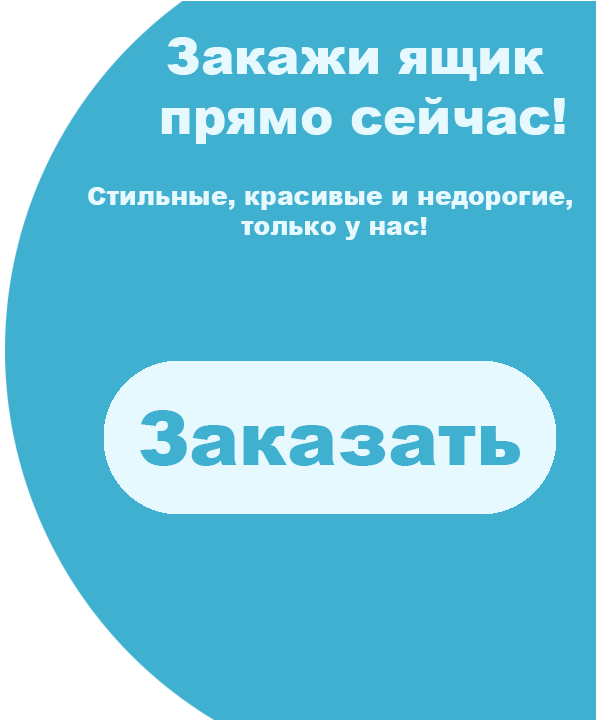 Закажи ящик
прямо сейчас!
Стильные, красивые и недорогие,
только у нас!
Заказать